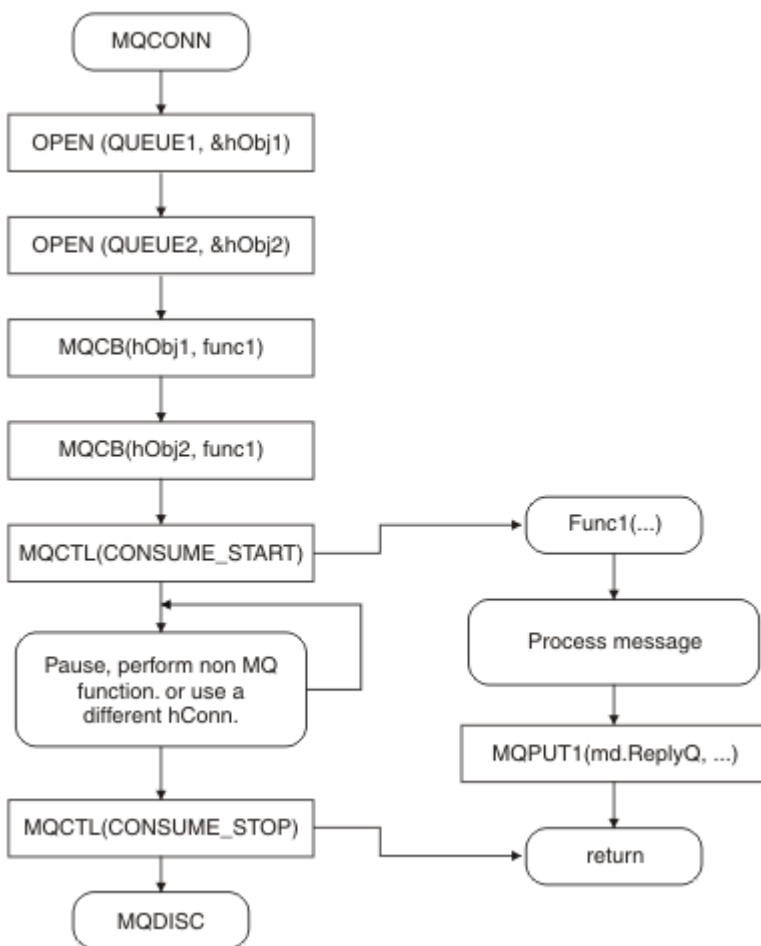 MQCONN
OPEN (QUEUE1, &hObj1)
OPEN (QUEUE2, &hObj2)
MQCB(hObj1, func1)
MQCB(hObj2, func1)
MQCTL(CONSUME_START)
Pause, perform non MQ
function. or use a
different hConn.
MQCTL(CONSUME_STOP)
MQDISC
Func1(...)
Process message
MQPUT1(md.ReplyQ, ...)
return